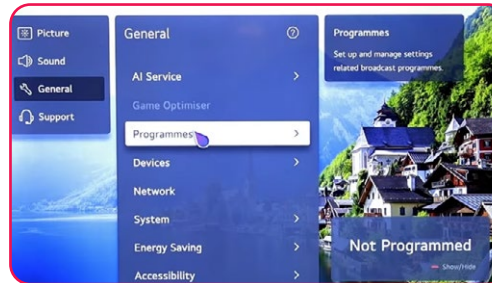 Picture
Sound
General
Support
General
AI Service
Game Optimiser
Programmes
Devices
Network
System
Energy Saving
Accessibility
Programmes
Set up and manage settings
related broadcast programmes.
Not Programmed
Show/Hide